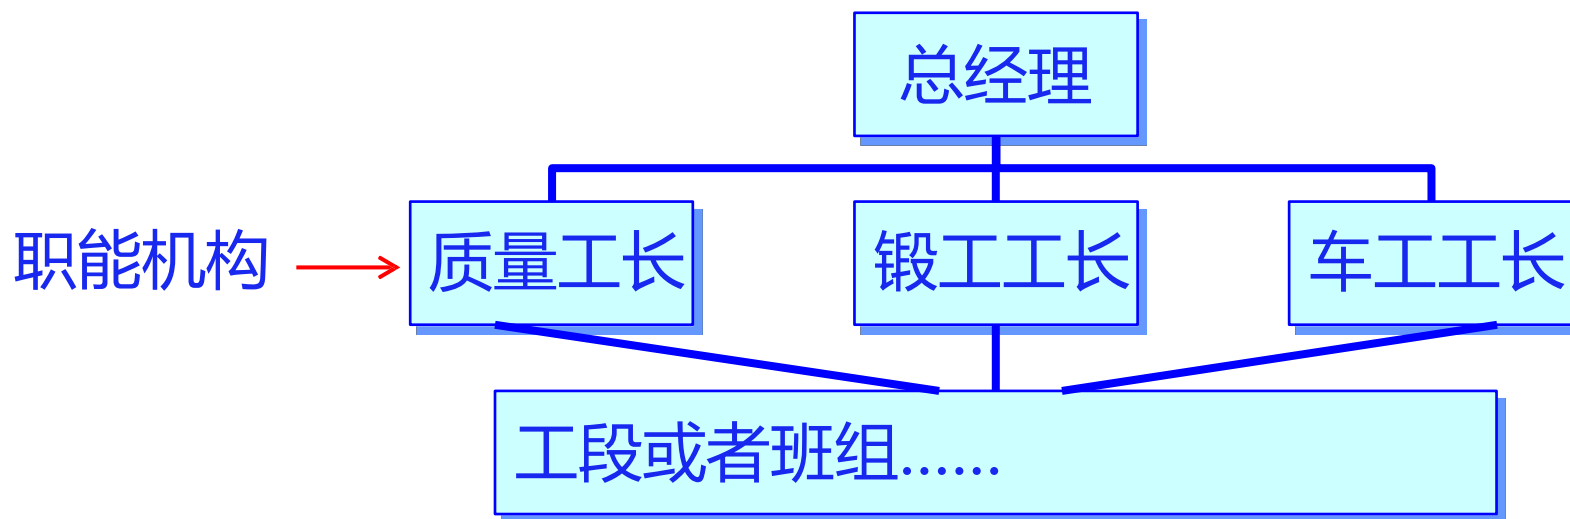 总经理
职能机构
质量工长
锻工工长
车工工长
工段或者班组……